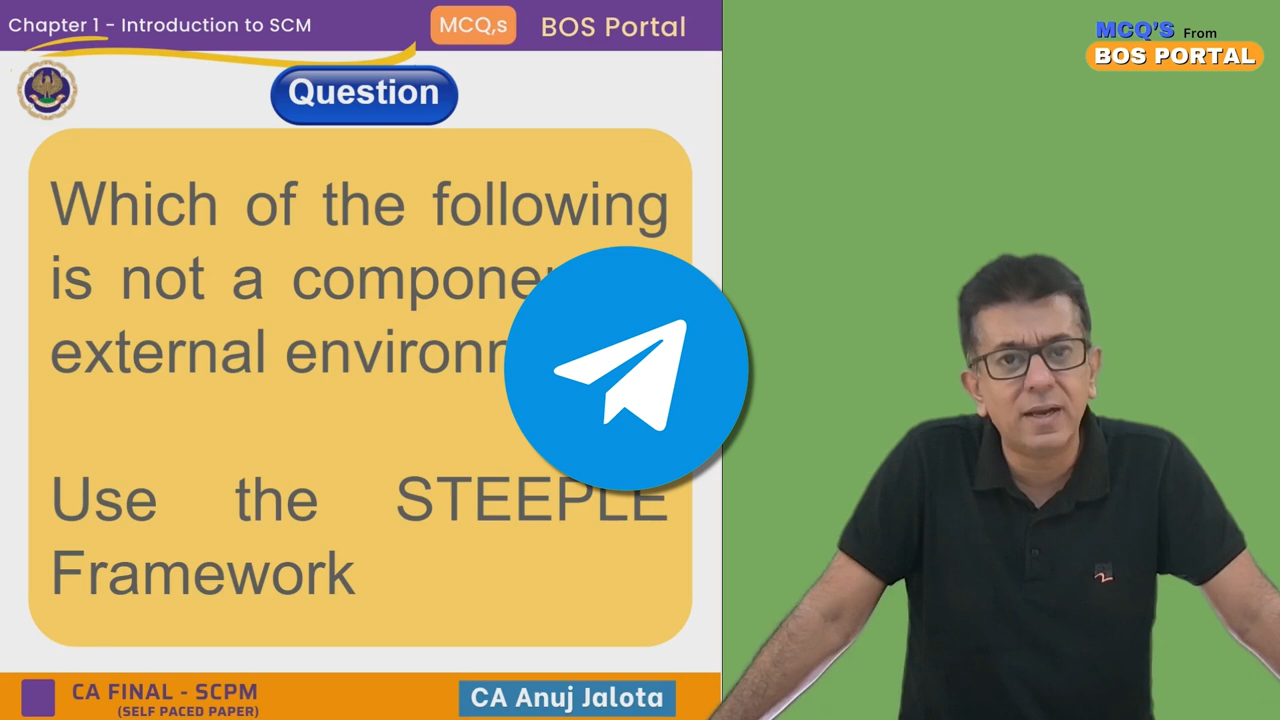 Chapter 1 - Introduction to SCM
MCQ,s
BOS Portal
MCQ'S From
BOS PORTAL
Question
Which of the following
is not a
external
Use the STEEPLE
Framework
CA FINAL - SCPM
(SELF PACED PAPER)
CA Anuj Jalota